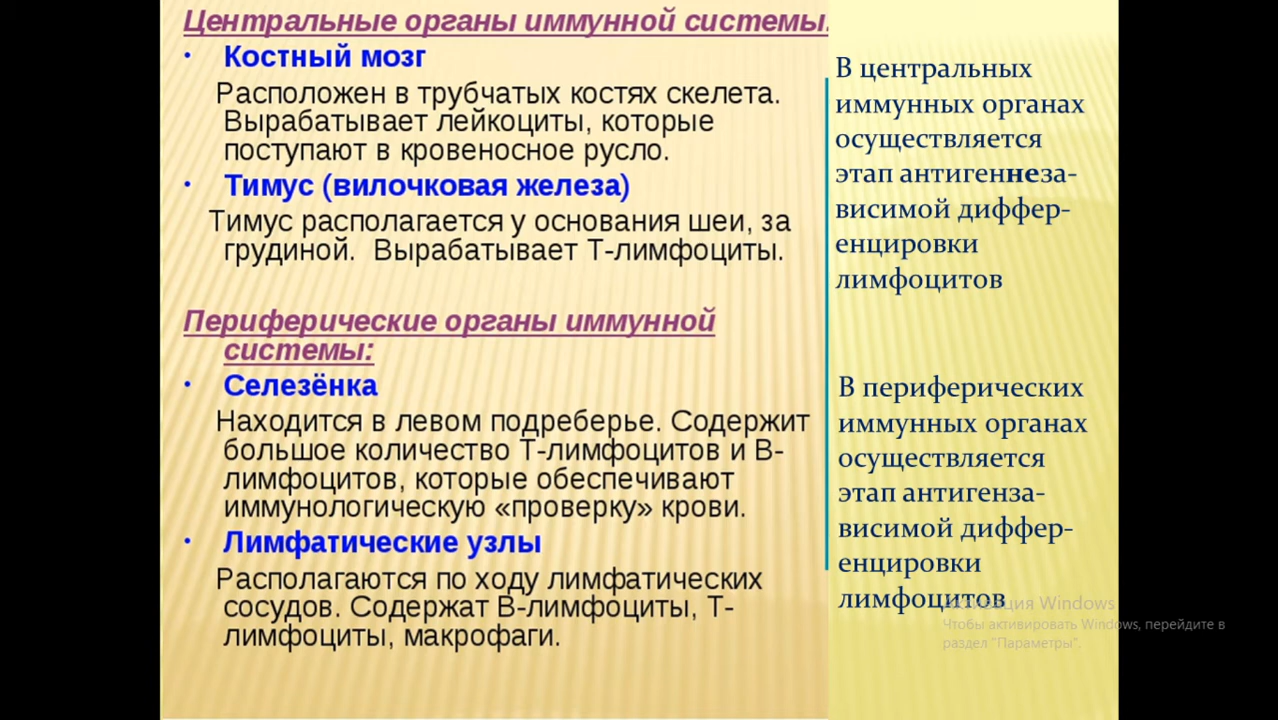 Центральные органы иммунной системы:
• Костный мозг
Расположен в трубчатых костях скелета.
Вырабатывает лейкоциты, которые
поступают в кровеносное русло.
• Тимус (вилочковая железа)
Тимус располагается у основания шеи, за
грудиной. Вырабатывает Т-лимфоциты.
Периферические органы иммунной
системы:
• Селезёнка
Находится в левом подреберье. Содержит
большое количество Т-лимфоцитов и В-
лимфоцитов, которые обеспечивают
иммунологическую «проверку» крови.
• Лимфатические узлы
Располагаются по ходу лимфатических
сосудов. Содержат В-лимфоциты, Т-
лимфоциты, макрофаги.
В центральных
иммунных органах
осуществляется
этап антигеннеза-
висимой диффер-
енцировки
лимфоцитов
В периферических
иммунных органах
осуществляется
этап антигенза-
висимой диффер-
енцировки
лимфоцитов
Активация Windows
Чтобы активировать Windows, перейдите в
раздел "Параметры".